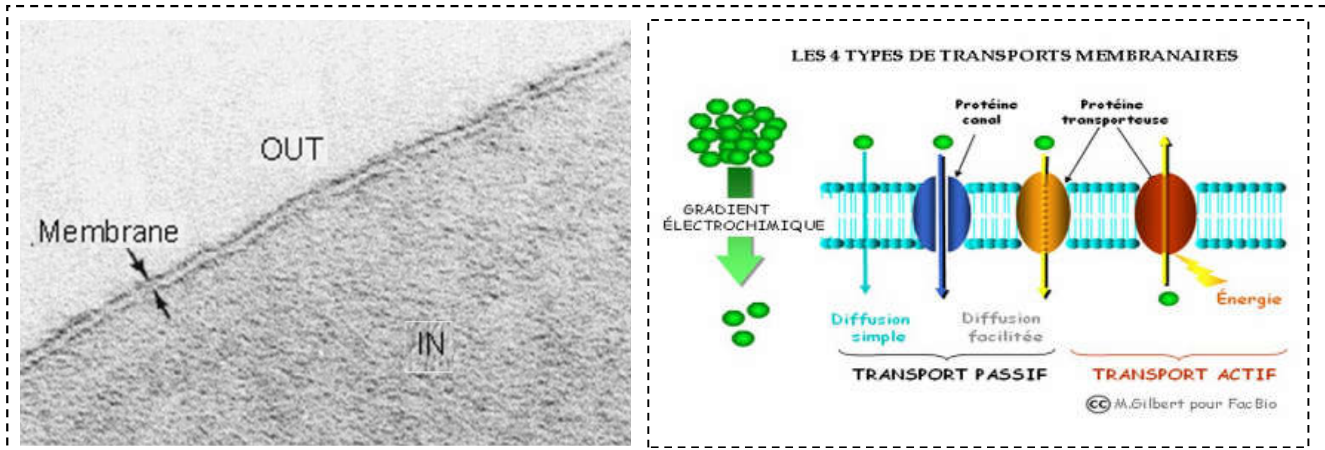 OUT
Membrane
IN
LES 4 TYPES DE TRANSPORTS MEMBRANAIRES
Protéine
canal
Protéine
transporteuse
GRADIENT
ÉLECTROCHIMIQUE
Énergie
Diffusion
simple
Diffusion
facilitée
TRANSPORT PASSIF
TRANSPORT ACTIF
cc M.Gilbert pour FacBio